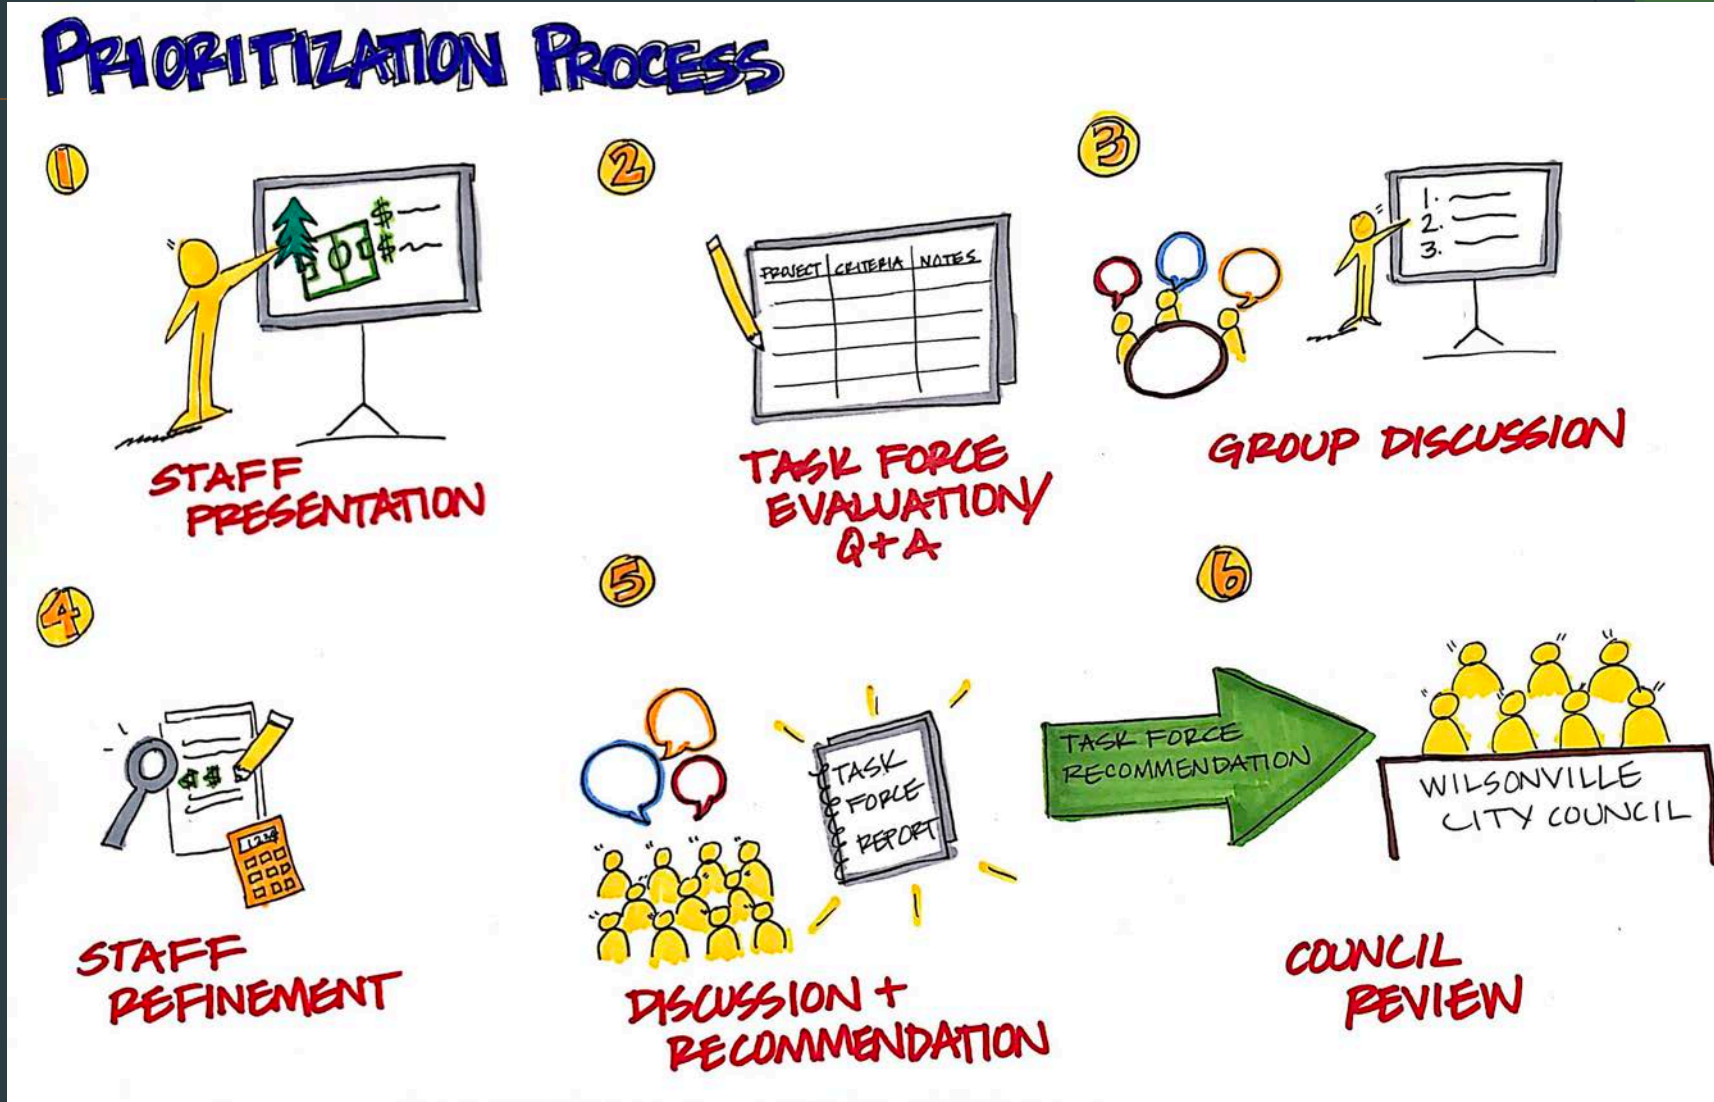 PRIORITIZATION PROCESS
1
$
$
STAFF
PRESENTATION
2
PROJECT CRITERIA NOTES
TASK FORCE
EVALUATION/
Q+A
3
1.
2.
3.
GROUP DISCUSSION
4
$ $
1234
STAFF
REFINEMENT
5
TASK
FORCE
REPORT
DISCUSSION +
RECOMMENDATION
6
TASK FORCE
RECOMMENDATION
WILSONVILLE
CITY COUNCIL
COUNCIL
REVIEW